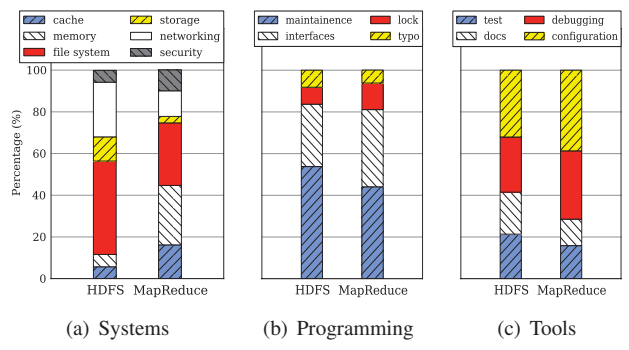 cache storage
memory networking
file system security
maintainence lock
interfaces typo
test debugging
docs configuration
Percentage (%)
100
80
60
40
20
0
HDFS MapReduce
HDFS MapReduce
HDFS MapReduce
(a) Systems
(b) Programming
(c) Tools